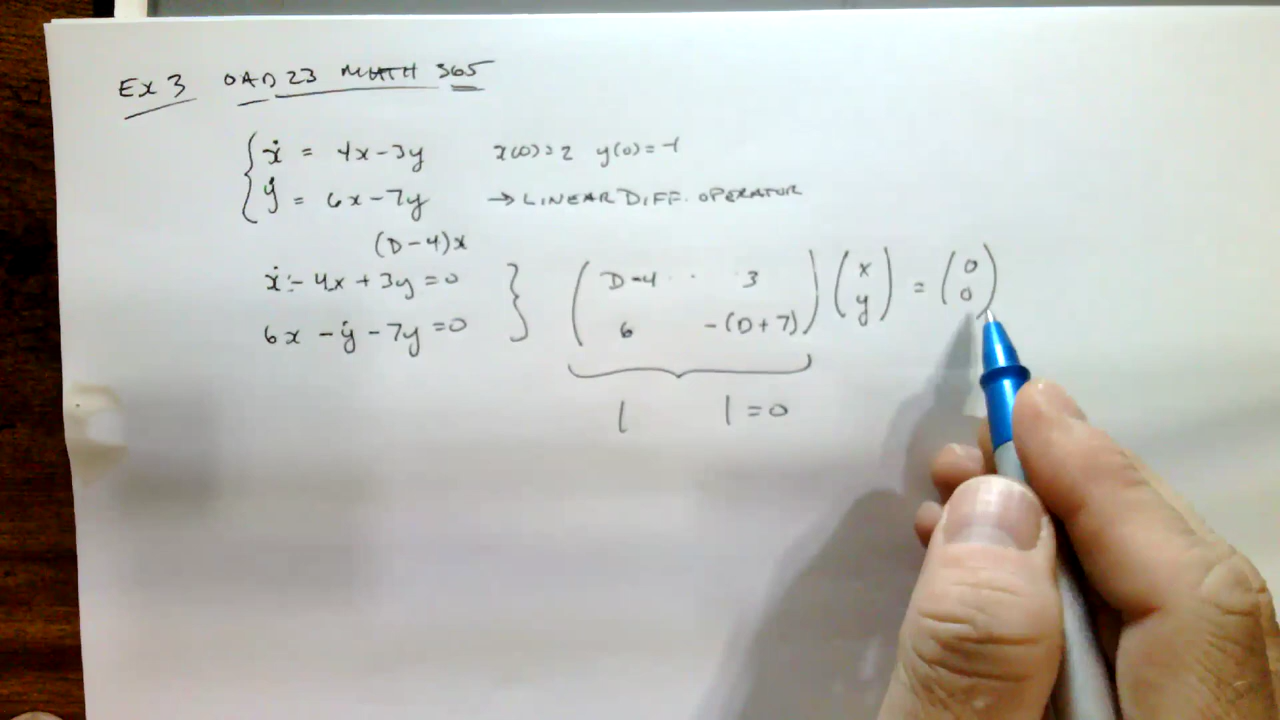 Ex 3 OAD 23 MATH 365
ẋ = 4x-3y x(0)=2 y(0)=-1
ẏ = 6x-7y → LINEAR DIFF. OPERATOR
(D-4)x
ẋ - 4x + 3y = 0
6x - ẏ - 7y = 0
( D-4 3 ) ( x ) = ( 0 )
( 6 -(D+7) ) ( y ) ( 0 )
| | = 0